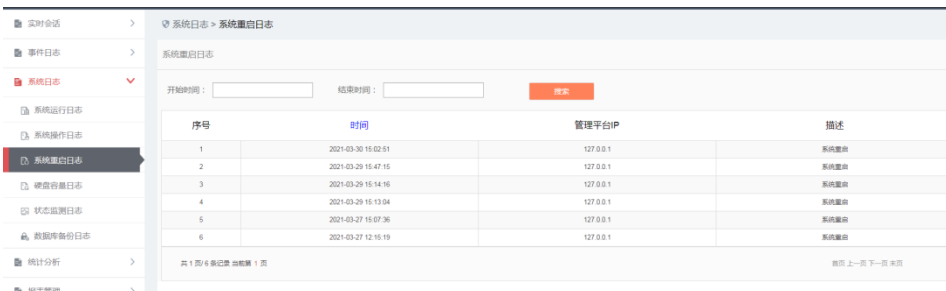 实时会话
系统日志 > 系统重启日志
事件日志
系统重启日志
系统日志
开始时间：
结束时间：
搜索
系统运行日志
系统操作日志
系统重启日志
硬盘容量日志
状态监测日志
数据库备份日志
统计分析
序号 时间 管理平台IP 描述
1 2021-03-30 15:02:51 127.0.0.1 系统重启
2 2021-03-29 15:47:15 127.0.0.1 系统重启
3 2021-03-29 15:14:16 127.0.0.1 系统重启
4 2021-03-29 15:13:04 127.0.0.1 系统重启
5 2021-03-27 15:07:36 127.0.0.1 系统重启
6 2021-03-27 12:15:19 127.0.0.1 系统重启
共 1 页/ 6 条记录 当前第 1 页
首页 上一页 下一页 末页